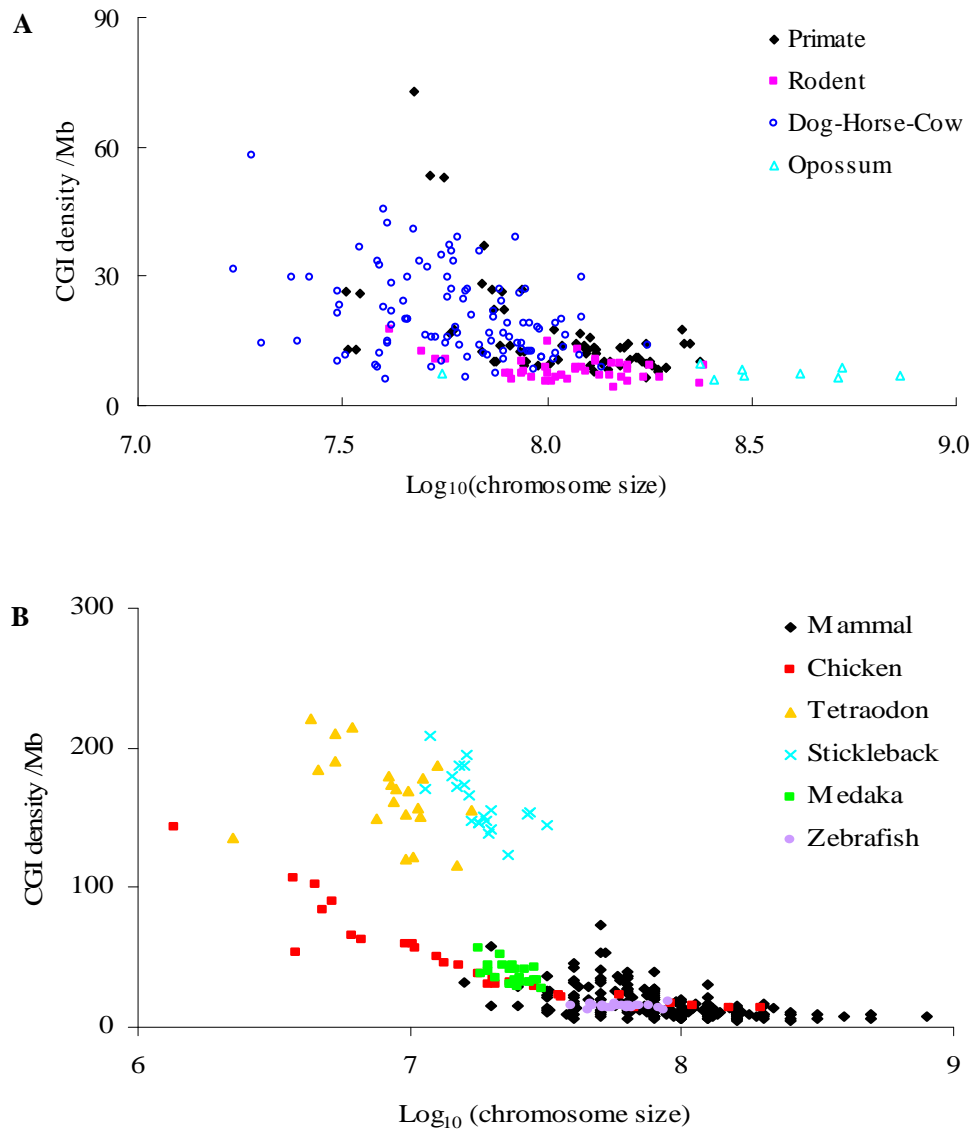 A
90
60
30
0
CGI density /Mb
Primate
Rodent
Dog-Horse-Cow
Opossum
7.0 7.5 8.0 8.5 9.0
Log10(chromosome size)
B
300
200
100
0
CGI density /Mb
Mammal
Chicken
Tetraodon
Stickleback
Medaka
Zebrafish
6 7 8 9
Log10 (chromosome size)